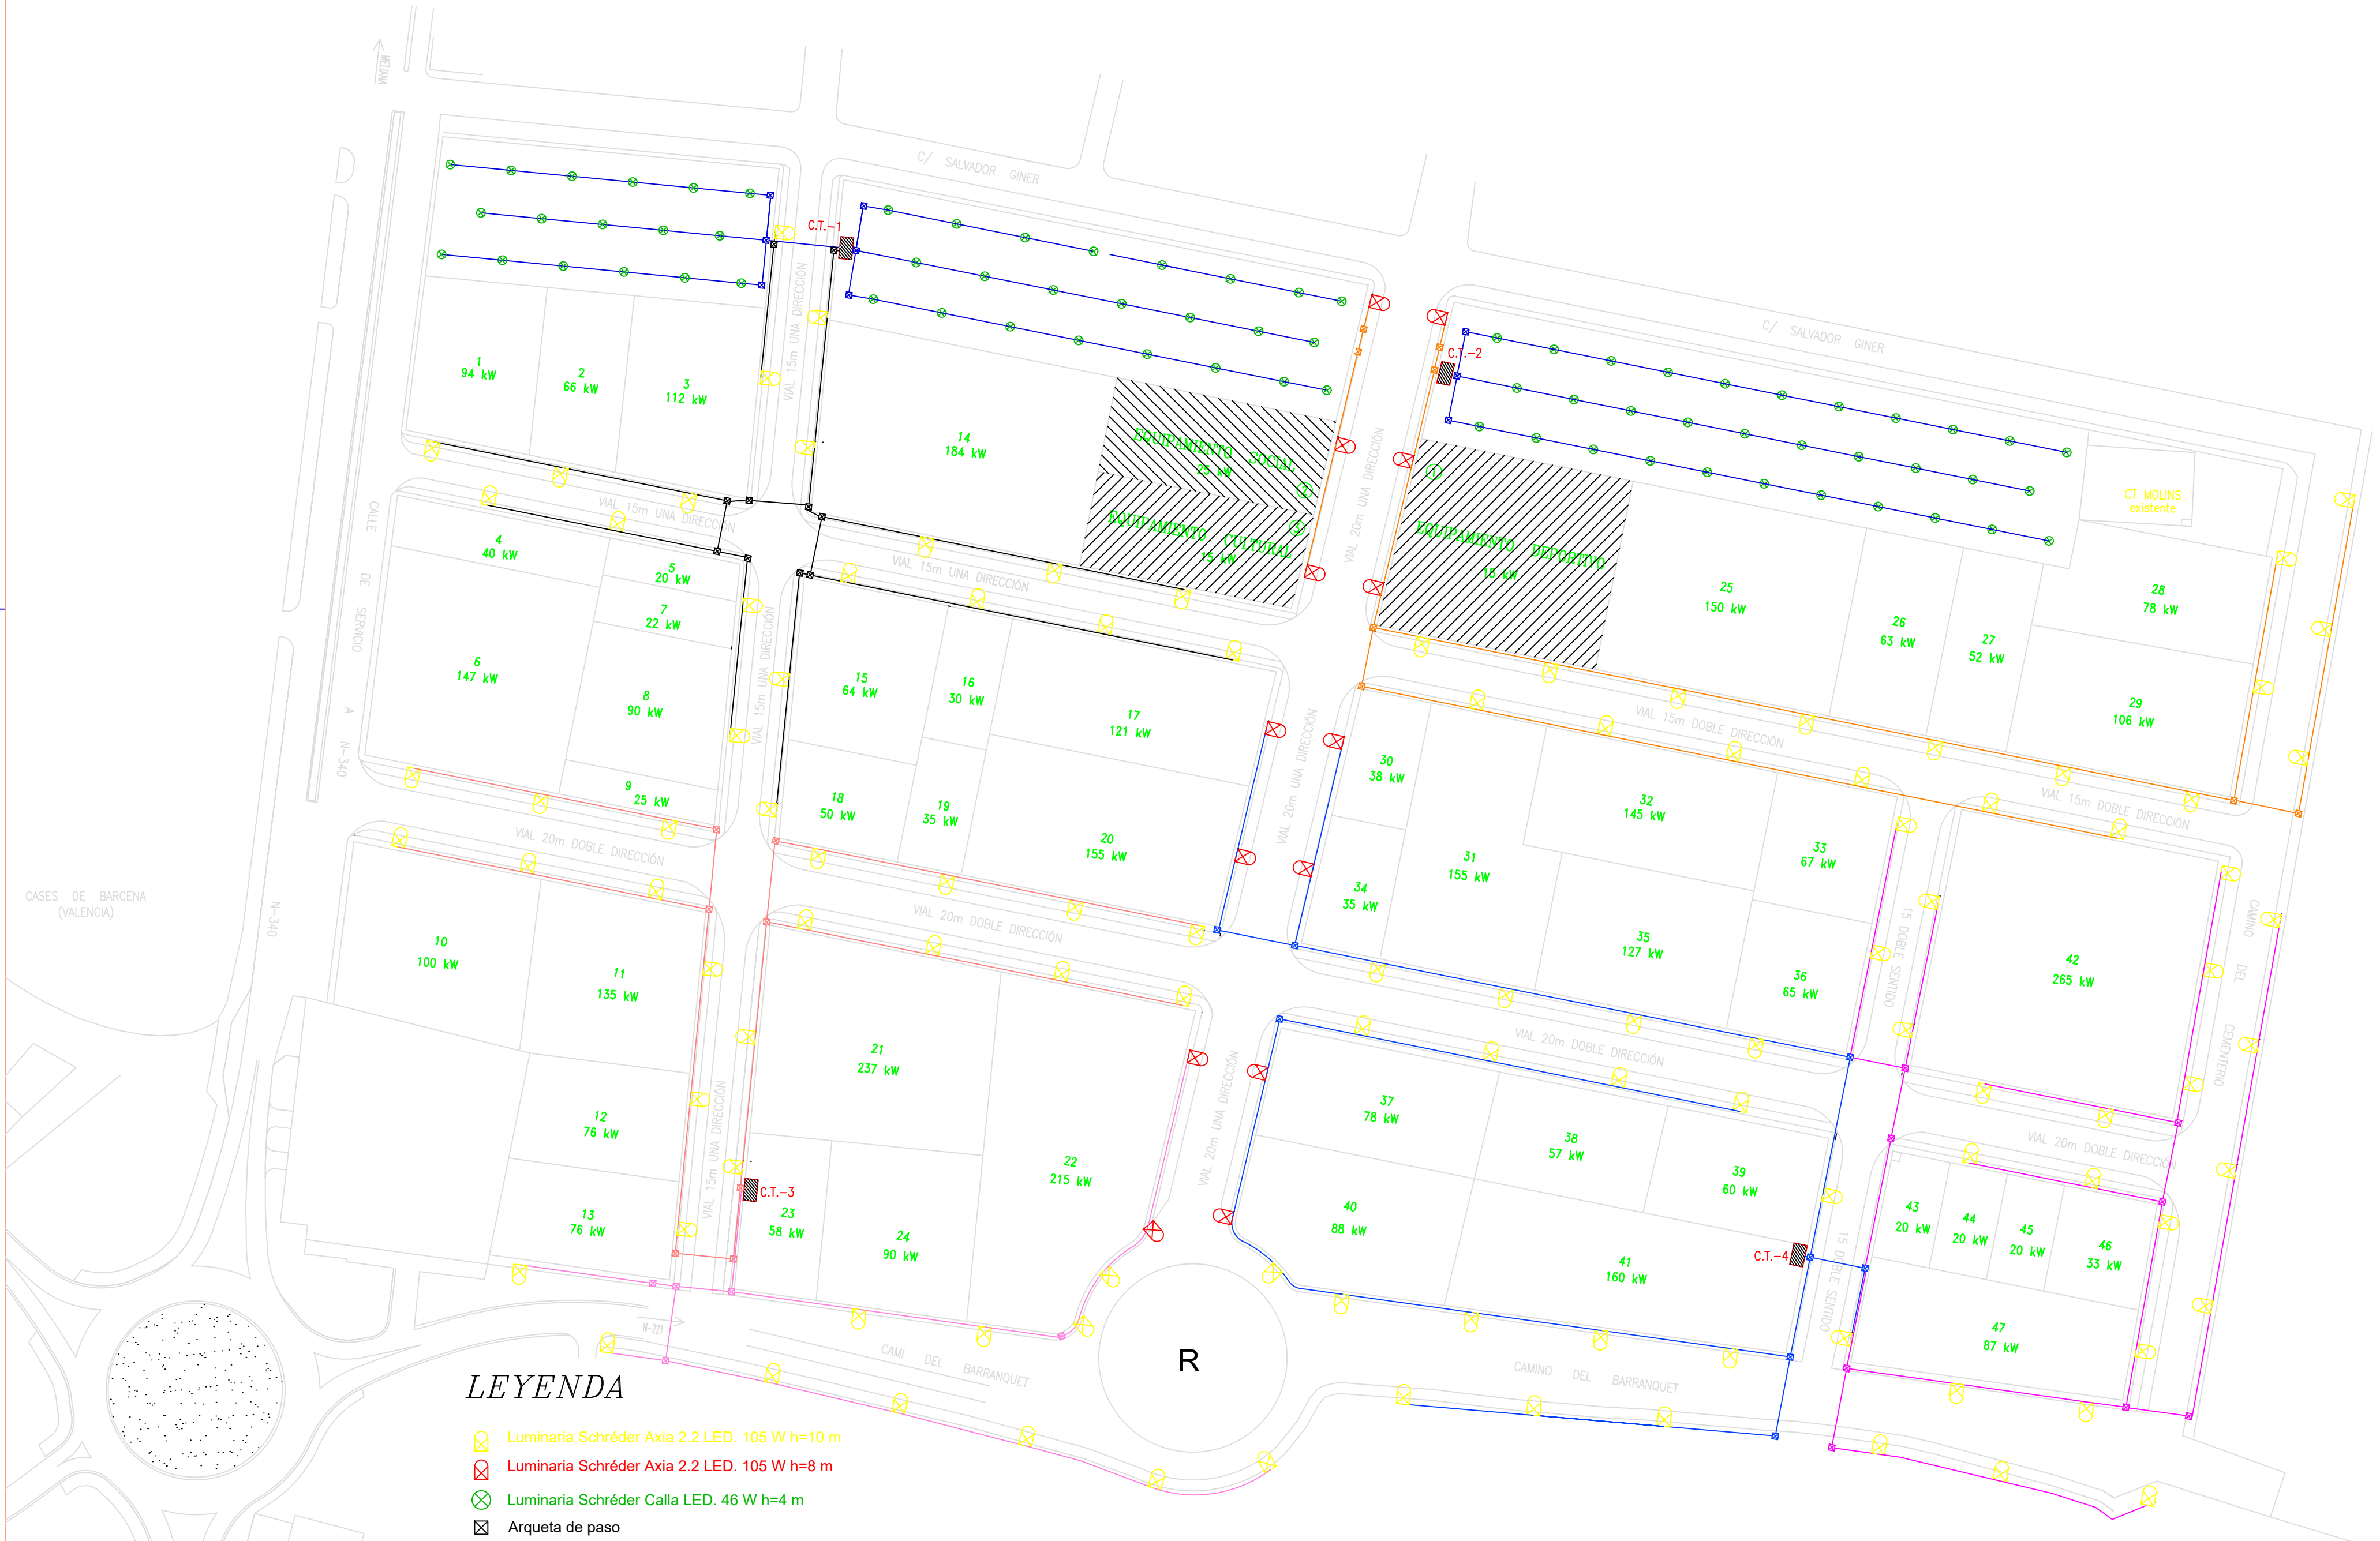 MELIANA
C/ SALVADOR GINER
C.T.-1
VIAL 15m UNA DIRECCIÓN
C/ SALVADOR GINER
C.T.-2
1
94 kW
2
66 kW
3
112 kW
14
184 kW
EQUIPAMIENTO SOCIAL
25 kW
2
EQUIPAMIENTO CULTURAL
15 kW
3
VIAL 20m UNA DIRECCIÓN
1
EQUIPAMIENTO DEPORTIVO
15 kW
CT MOLINS
existente
VIAL 15m UNA DIRECCIÓN
VIAL 15m UNA DIRECCIÓN
CALLE DE SERVICIO A N-340
4
40 kW
5
20 kW
7
22 kW
6
147 kW
8
90 kW
9
25 kW
VIAL 15m UNA DIRECCIÓN
15
64 kW
16
30 kW
17
121 kW
18
50 kW
19
35 kW
20
155 kW
VIAL 20m UNA DIRECCIÓN
25
150 kW
26
63 kW
27
52 kW
28
78 kW
29
106 kW
VIAL 15m DOBLE DIRECCIÓN
VIAL 15m DOBLE DIRECCIÓN
30
38 kW
31
155 kW
32
145 kW
33
67 kW
34
35 kW
35
127 kW
36
65 kW
15 DOBLE SENTIDO
42
265 kW
CAMINO DEL CEMENTERIO
VIAL 20m DOBLE DIRECCIÓN
VIAL 20m DOBLE DIRECCIÓN
VIAL 20m DOBLE DIRECCIÓN
VIAL 20m DOBLE DIRECCIÓN
CASES DE BARCENA
(VALENCIA)
N-340
10
100 kW
11
135 kW
12
76 kW
13
76 kW
VIAL 15m UNA DIRECCIÓN
21
237 kW
22
215 kW
C.T.-3
23
58 kW
24
90 kW
VIAL 20m UNA DIRECCIÓN
37
78 kW
38
57 kW
39
60 kW
40
88 kW
41
160 kW
C.T.-4
15 DOBLE SENTIDO
43
20 kW
44
20 kW
45
20 kW
46
33 kW
47
87 kW
N-221
CAMI DEL BARRANQUET
R
CAMINO DEL BARRANQUET
LEYENDA
Luminaria Schréder Axia 2.2 LED. 105 W h=10 m
Luminaria Schréder Axia 2.2 LED. 105 W h=8 m
Luminaria Schréder Calla LED. 46 W h=4 m
Arqueta de paso